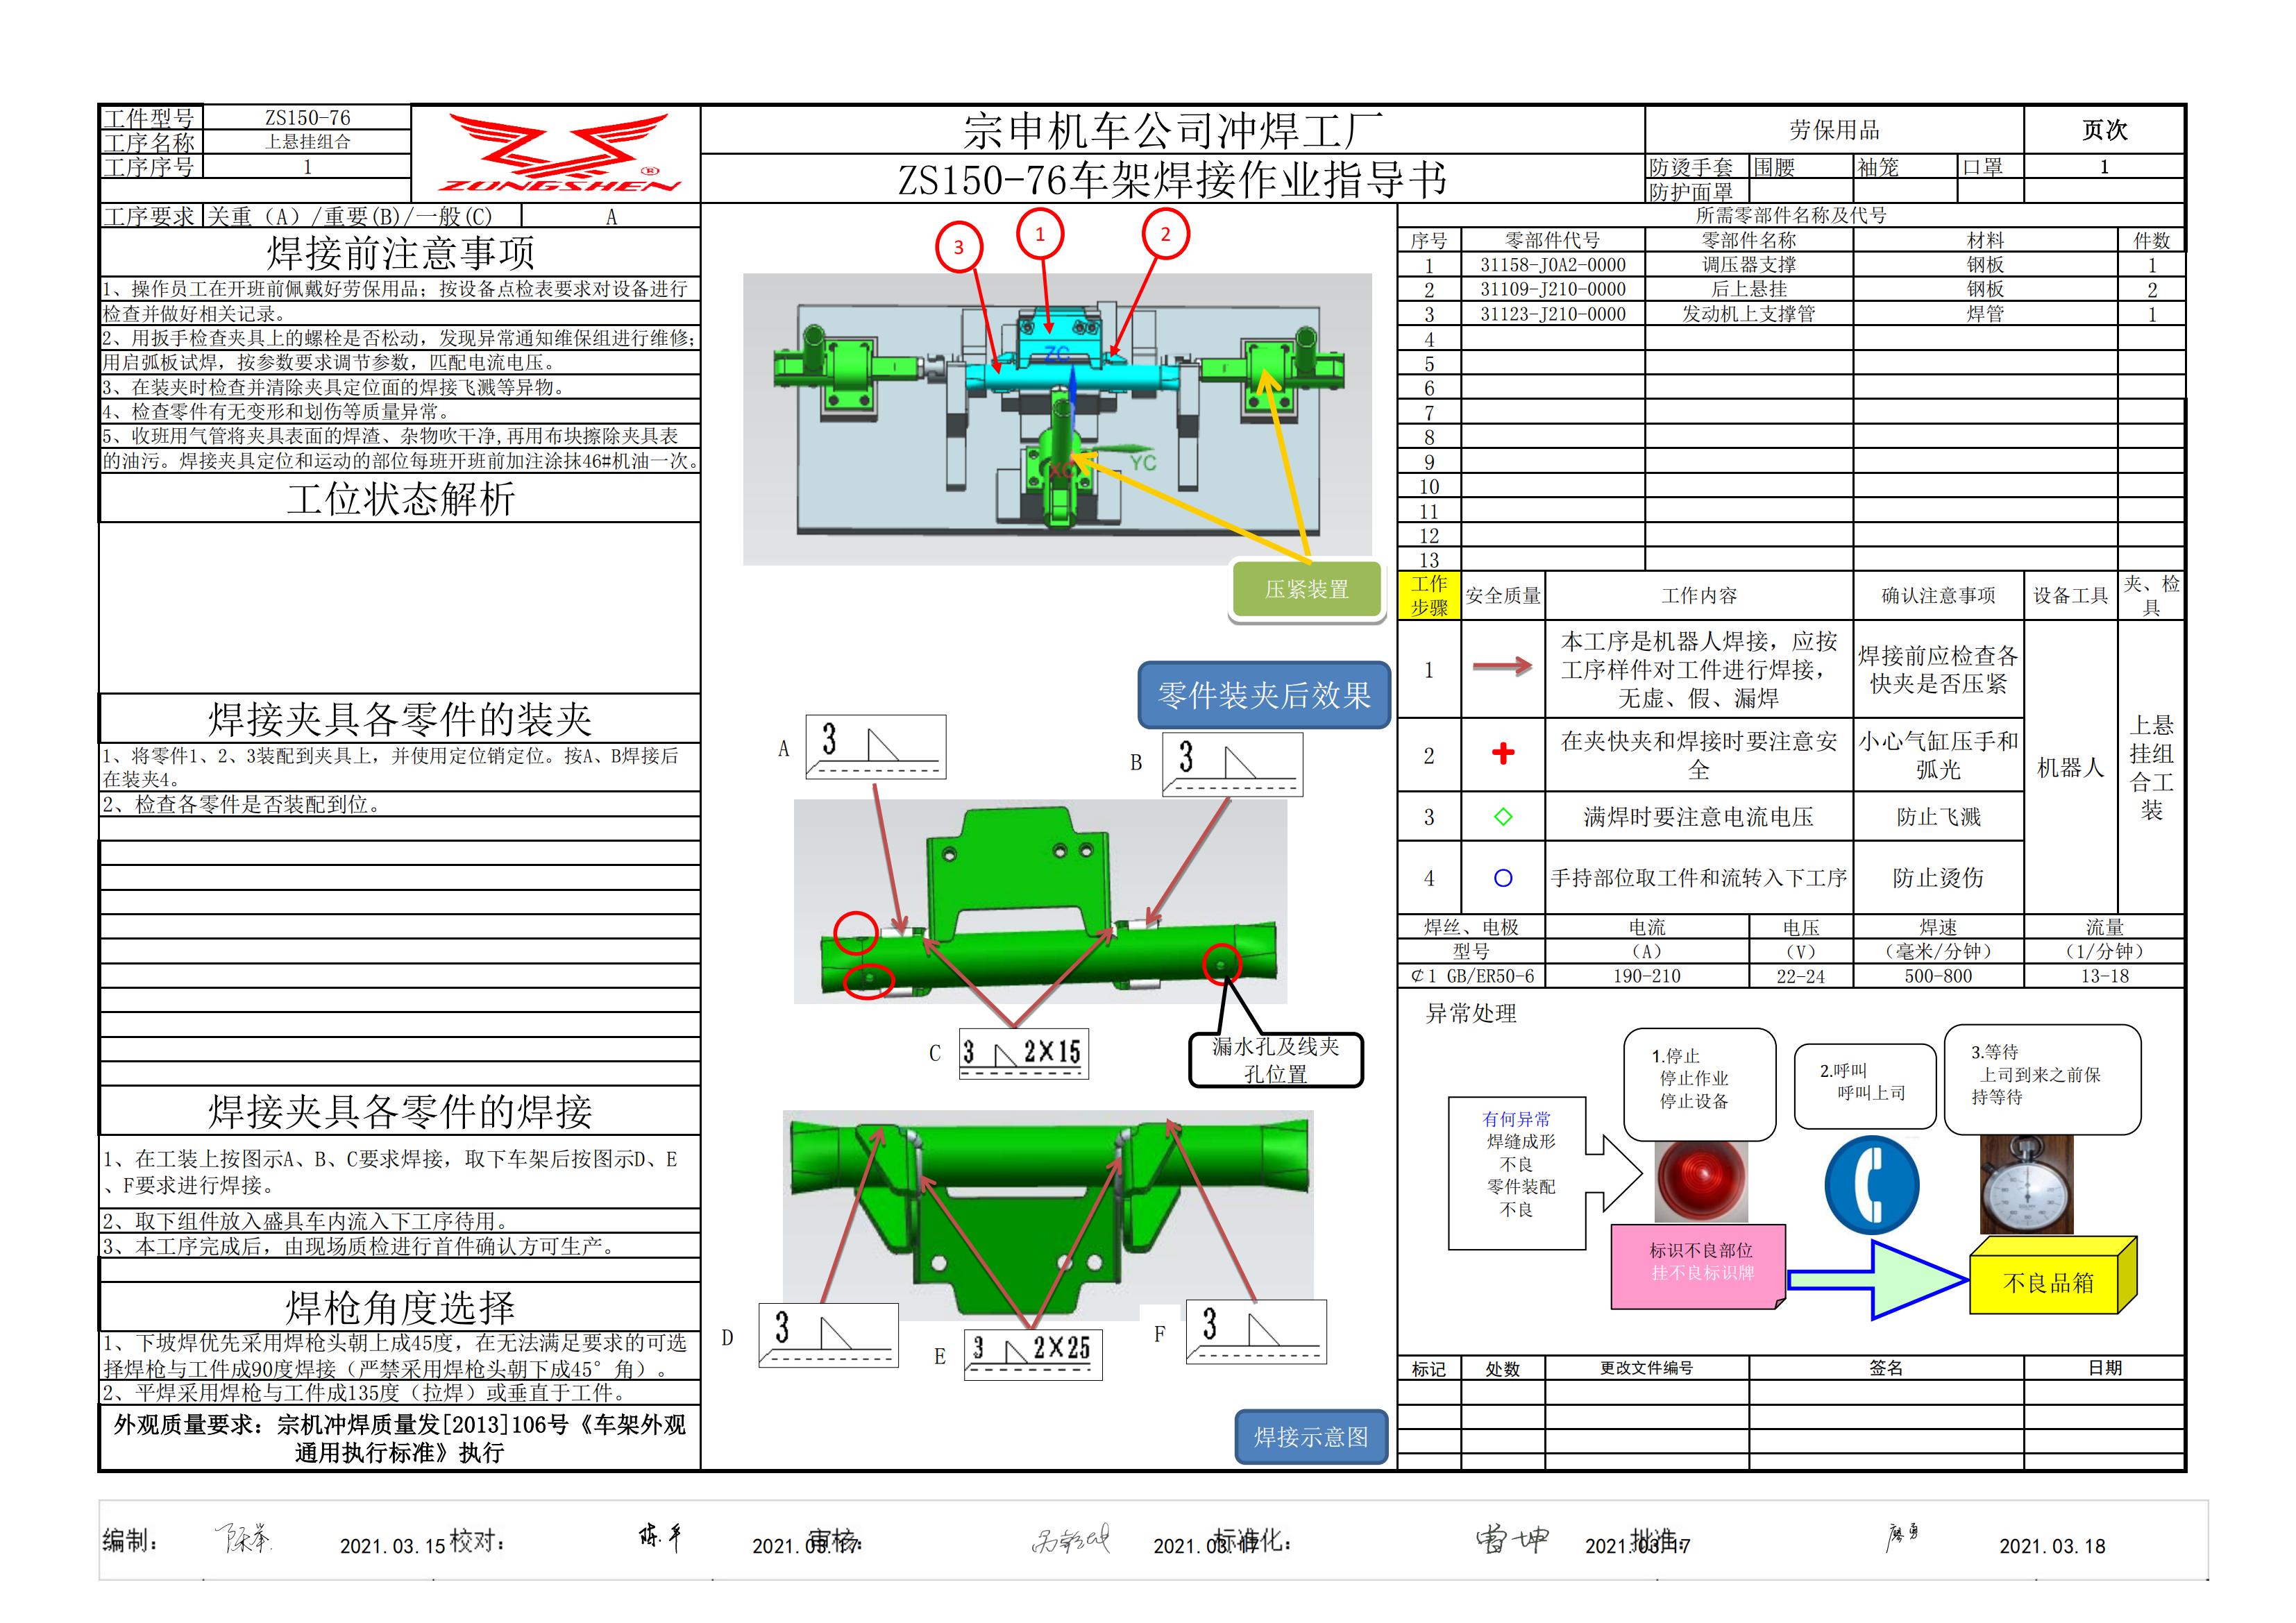 工件型号 ZS150-76
工序名称 上悬挂组合
工序序号 1
ZONGSHEN ®
宗申机车公司冲焊工厂
ZS150-76车架焊接作业指导书
劳保用品 页次
防烫手套 围腰 袖笼 口罩 1
防护面罩
工序要求 关重（A）/重要(B)/一般(C) A
焊接前注意事项
1、操作员工在开班前佩戴好劳保用品；按设备点检表要求对设备进行
检查并做好相关记录。
2、用扳手检查夹具上的螺栓是否松动，发现异常通知维保组进行维修；
用启弧板试焊，按参数要求调节参数，匹配电流电压。
3、在装夹时检查并清除夹具定位面的焊接飞溅等异物。
4、检查零件有无变形和划伤等质量异常。
5、收班用气管将夹具表面的焊渣、杂物吹干净,再用布块擦除夹具表
的油污。焊接夹具定位和运动的部位每班开班前加注涂抹46#机油一次。
工位状态解析
焊接夹具各零件的装夹
1、将零件1、2、3装配到夹具上，并使用定位销定位。按A、B焊接后
在装夹4。
2、检查各零件是否装配到位。
焊接夹具各零件的焊接
1、在工装上按图示A、B、C要求焊接，取下车架后按图示D、E
、F要求进行焊接。
2、取下组件放入盛具车内流入下工序待用。
3、本工序完成后，由现场质检进行首件确认方可生产。
焊枪角度选择
1、下坡焊优先采用焊枪头朝上成45度，在无法满足要求的可选
择焊枪与工件成90度焊接（严禁采用焊枪头朝下成45°角）。
2、平焊采用焊枪与工件成135度（拉焊）或垂直于工件。
外观质量要求：宗机冲焊质量发[2013]106号《车架外观
通用执行标准》执行
3 1 2
ZC
YC
XC
压紧装置
零件装夹后效果
A 3
B 3
C 3 2×15
漏水孔及线夹
孔位置
D 3
E 3 2×25
F 3
焊接示意图
所需零部件名称及代号
序号 零部件代号 零部件名称 材料 件数
1 31158-J0A2-0000 调压器支撑 钢板 1
2 31109-J210-0000 后上悬挂 钢板 2
3 31123-J210-0000 发动机上支撑管 焊管 1
4
5
6
7
8
9
10
11
12
13
工作步骤 安全质量 工作内容 确认注意事项 设备工具 夹、检具
1 本工序是机器人焊接，应按
工序样件对工件进行焊接，
无虚、假、漏焊
焊接前应检查各
快夹是否压紧
2 在夹快夹和焊接时要注意安
全
小心气缸压手和
弧光
3 满焊时要注意电流电压 防止飞溅
4 手持部位取工件和流转入下工序 防止烫伤
机器人
上悬
挂组
合工
装
焊丝、电极 电流 电压 焊速 流量
型号 （A） （V） （毫米/分钟） （1/分钟）
¢1 GB/ER50-6 190-210 22-24 500-800 13-18
异常处理
有何异常
焊缝成形
不良
零件装配
不良
1.停止
停止作业
停止设备
2.呼叫
呼叫上司
3.等待
上司到来之前保
持等待
标识不良部位
挂不良标识牌
不良品箱
标记 处数 更改文件编号 签名 日期
编制： 2021.03.15 校对： 2021.03.17 审核： 2021.03.17 标准化： 2021.03.17 批准： 2021.03.18